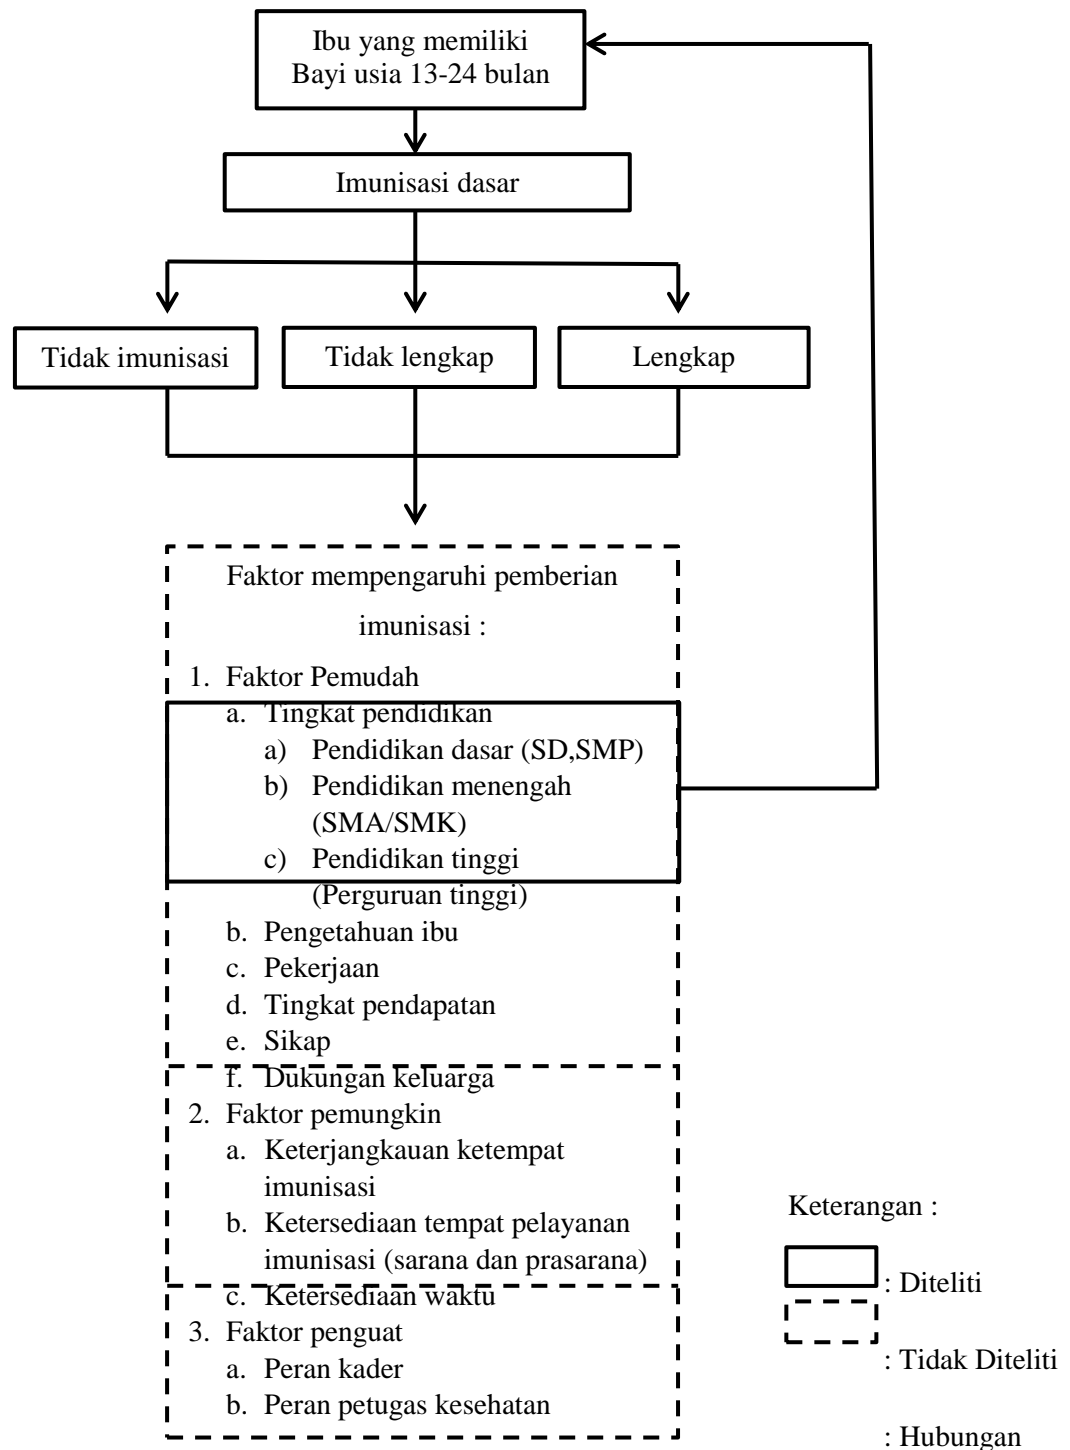 Ibu yang memiliki
Bayi usia 13-24 bulan
Imunisasi dasar
Tidak imunisasi
Tidak lengkap
Lengkap
Faktor mempengaruhi pemberian
imunisasi :
1. Faktor Pemudah
a. Tingkat pendidikan
a) Pendidikan dasar (SD,SMP)
b) Pendidikan menengah
(SMA/SMK)
c) Pendidikan tinggi
(Perguruan tinggi)
b. Pengetahuan ibu
c. Pekerjaan
d. Tingkat pendapatan
e. Sikap
f. Dukungan keluarga
2. Faktor pemungkin
a. Keterjangkauan ketempat
imunisasi
b. Ketersediaan tempat pelayanan
imunisasi (sarana dan prasarana)
c. Ketersediaan waktu
3. Faktor penguat
a. Peran kader
b. Peran petugas kesehatan
Keterangan :
: Diteliti
: Tidak Diteliti
: Hubungan